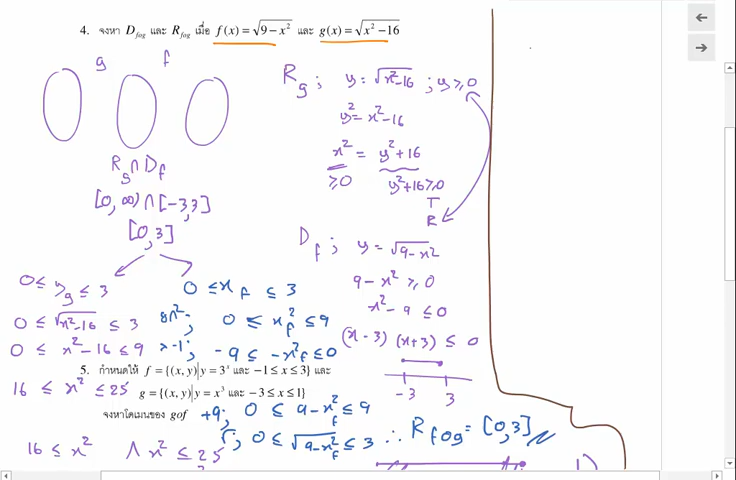 4. จงหา D_fog และ R_fog เมื่อ f(x) = √(9−x²) และ g(x) = √(x²−16)
g f
R_g ∩ D_f
[0, ∞) ∩ [-3,3]
[0,3]
0 ≤ y_g ≤ 3
0 ≤ √(x²-16) ≤ 3
0 ≤ x²-16 ≤ 9
16 ≤ x² ≤ 25
16 ≤ x² ∧ x² ≤ 25
0 ≤ x_f ≤ 3
0 ≤ x_f² ≤ 9
×-1; -9 ≤ -x_f² ≤ 0
+9; 0 ≤ 9-x_f² ≤ 9
√; 0 ≤ √(9-x_f²) ≤ 3 ∴ R_fog = [0,3]
R_g ; y = √(x²-16) ; y ≥ 0
y² = x²-16
x² = y²+16
≥0 y²+16 ≥ 0
T
R
D_f ; y = √(9-x²)
9 - x² ≥ 0
x² - 9 ≤ 0
(x-3)(x+3) ≤ 0
-3 3
5. กำหนดให้ f = {(x, y)|y = 3ˣ และ −1 ≤ x ≤ 3} และ
g = {(x, y)|y = x³ และ −3 ≤ x ≤ 1}
จงหาโดเมนของ gof